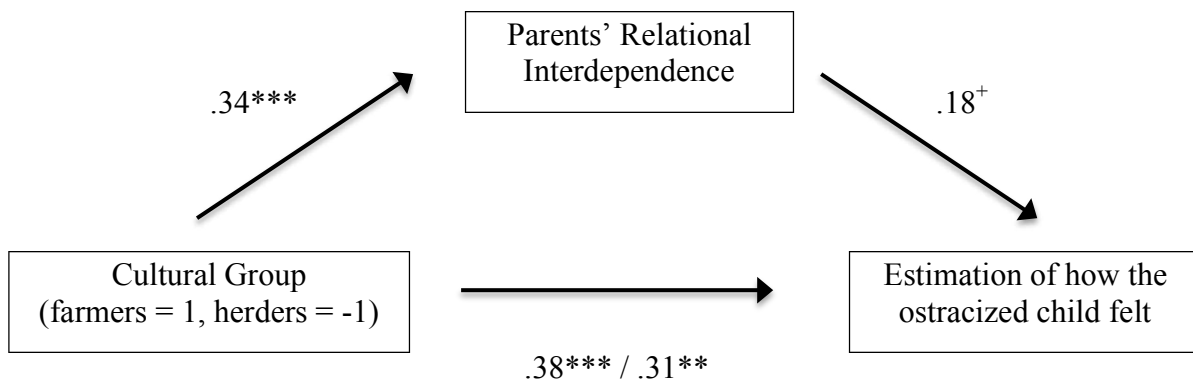 Parents’ Relational
Interdependence
.34***
.18+
Cultural Group
(farmers = 1, herders = -1)
Estimation of how the
ostracized child felt
.38*** / .31**